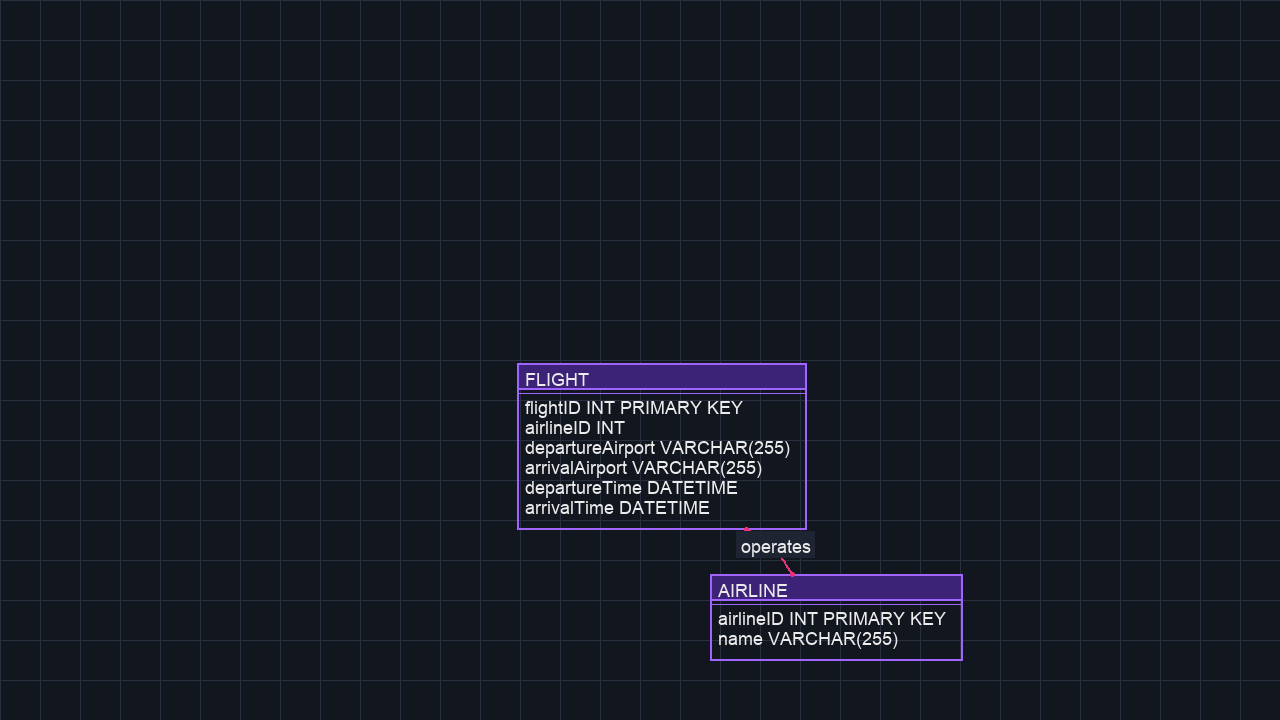 FLIGHT
flightID INT PRIMARY KEY
airlineID INT
departureAirport VARCHAR(255)
arrivalAirport VARCHAR(255)
departureTime DATETIME
arrivalTime DATETIME
operates
AIRLINE
airlineID INT PRIMARY KEY
name VARCHAR(255)